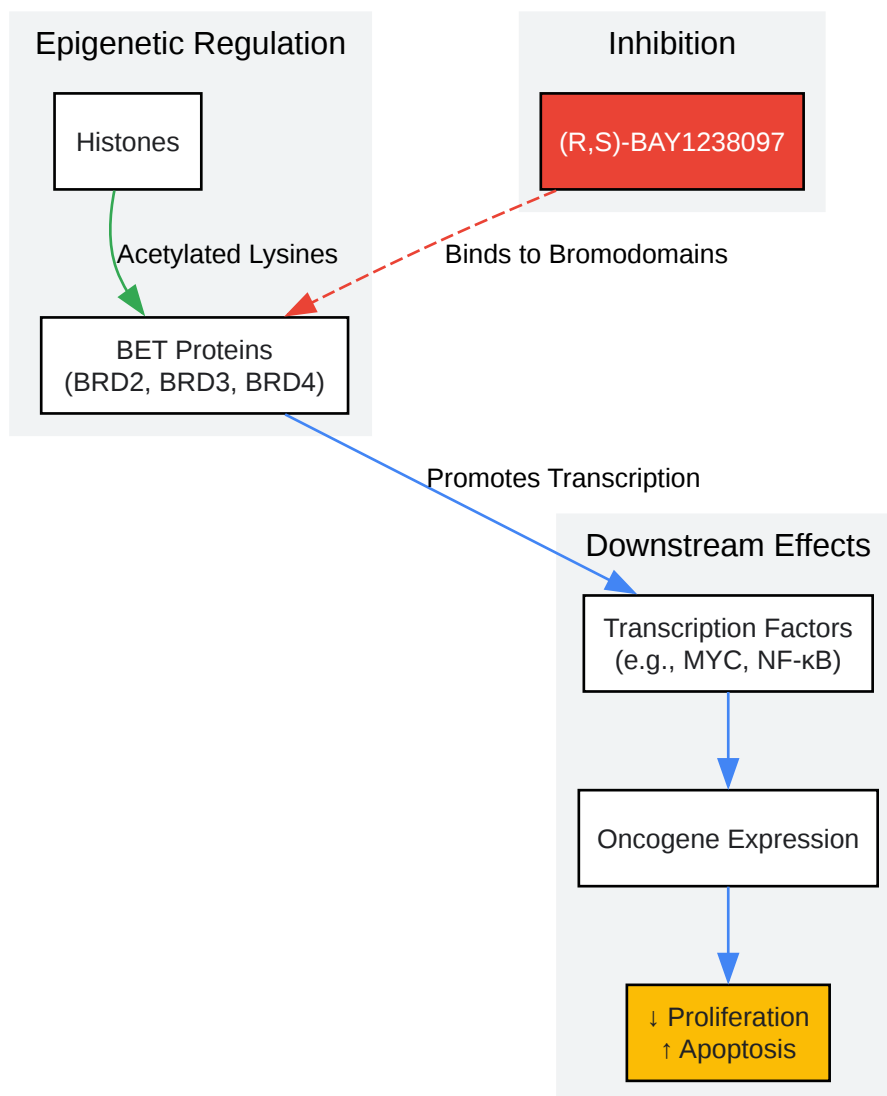 Epigenetic Regulation
Inhibition
Histones
(R,S)-BAY1238097
Acetylated Lysines
Binds to Bromodomains
BET Proteins
(BRD2, BRD3, BRD4)
Promotes Transcription
Downstream Effects
Transcription Factors
(e.g., MYC, NF-κB)
Oncogene Expression
↓ Proliferation
↑ Apoptosis